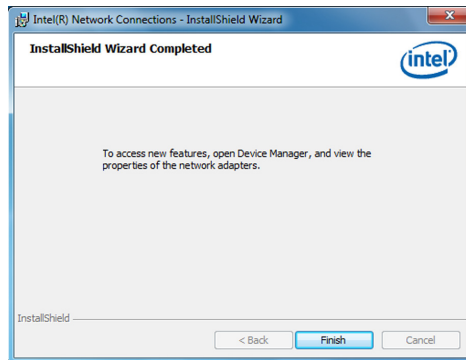 Intel(R) Network Connections - InstallShield Wizard
InstallShield Wizard Completed
intel
To access new features, open Device Manager, and view the
properties of the network adapters.
InstallShield
< Back
Finish
Cancel